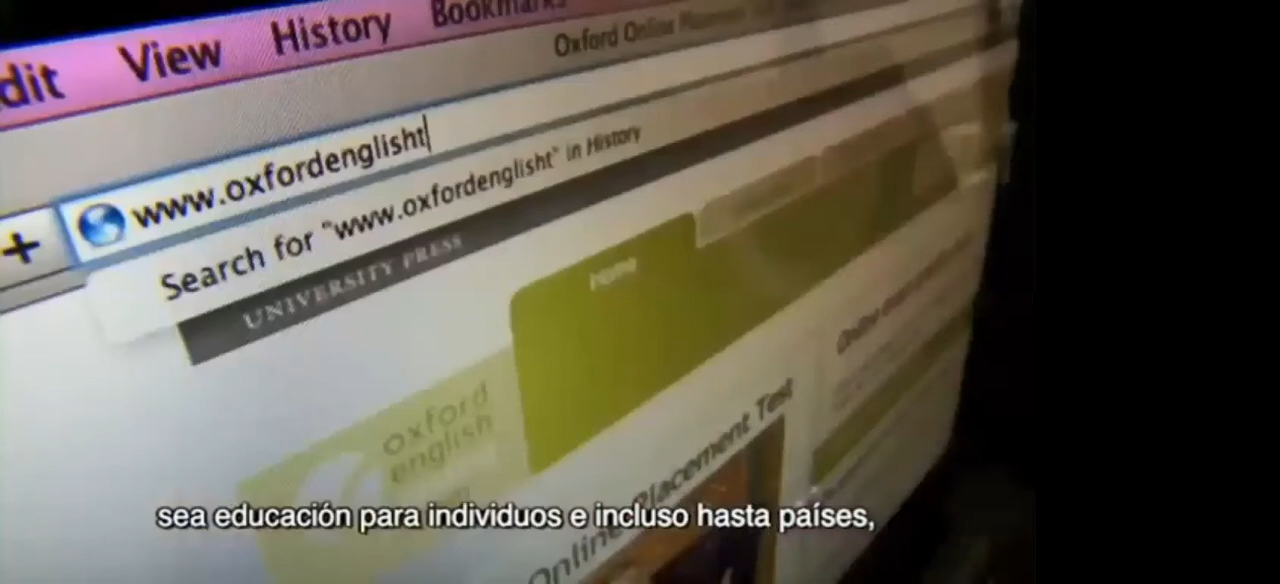 dit View History Bookmarks
Oxford Online
www.oxfordenglisht
Search for "www.oxfordenglisht" in History
UNIVERSITY PRESS
Home
oxford
english
Online Placement Test
Online
sea educación para individuos e incluso hasta países,